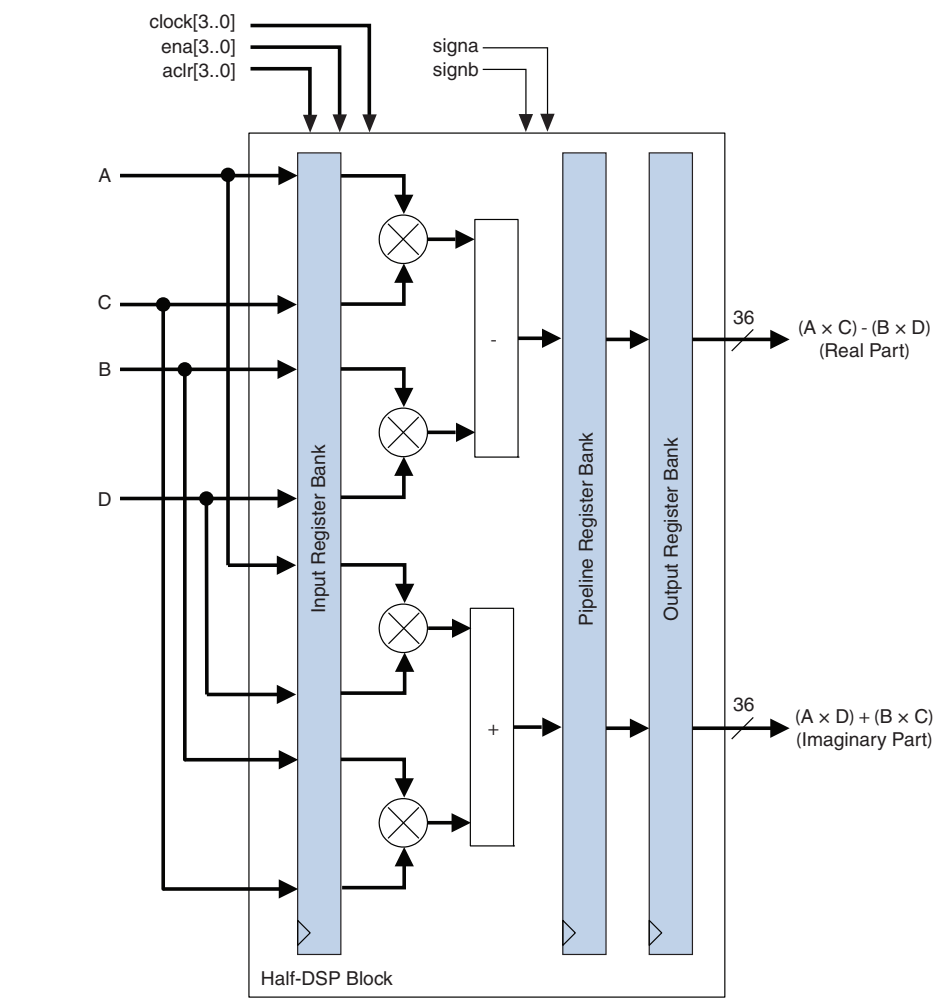 clock[3..0]
ena[3..0]
aclr[3..0]
signa
signb
A
C
B
D
Input Register Bank
-
+
Pipeline Register Bank
Output Register Bank
36
(A × C) - (B × D)
(Real Part)
36
(A × D) + (B × C)
(Imaginary Part)
Half-DSP Block